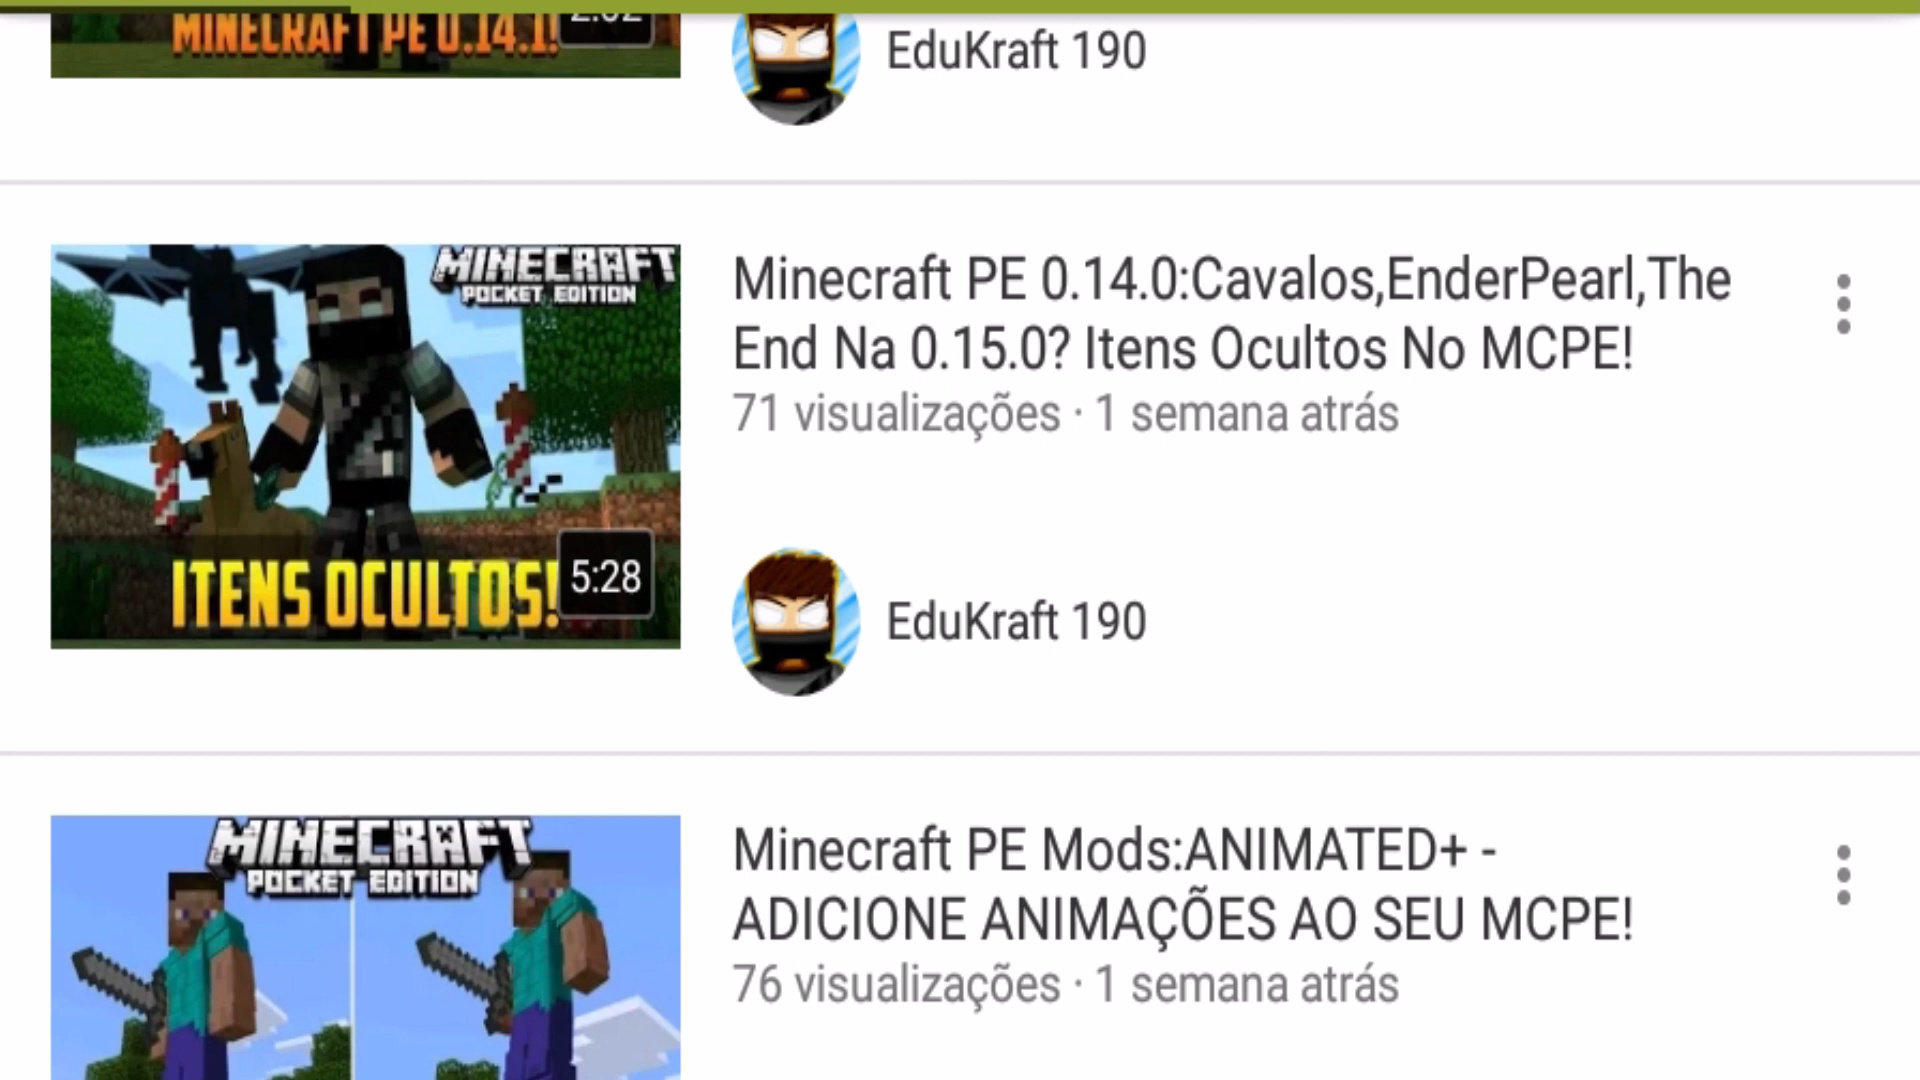 MINECRAFT PE 0.14.1!
EduKraft 190
MINECRAFT
POCKET EDITION
ITENS OCULTOS!
5:28
Minecraft PE 0.14.0:Cavalos,EnderPearl,The
End Na 0.15.0? Itens Ocultos No MCPE!
71 visualizações · 1 semana atrás
EduKraft 190
MINECRAFT
POCKET EDITION
Minecraft PE Mods:ANIMATED+ -
ADICIONE ANIMAÇÕES AO SEU MCPE!
76 visualizações · 1 semana atrás